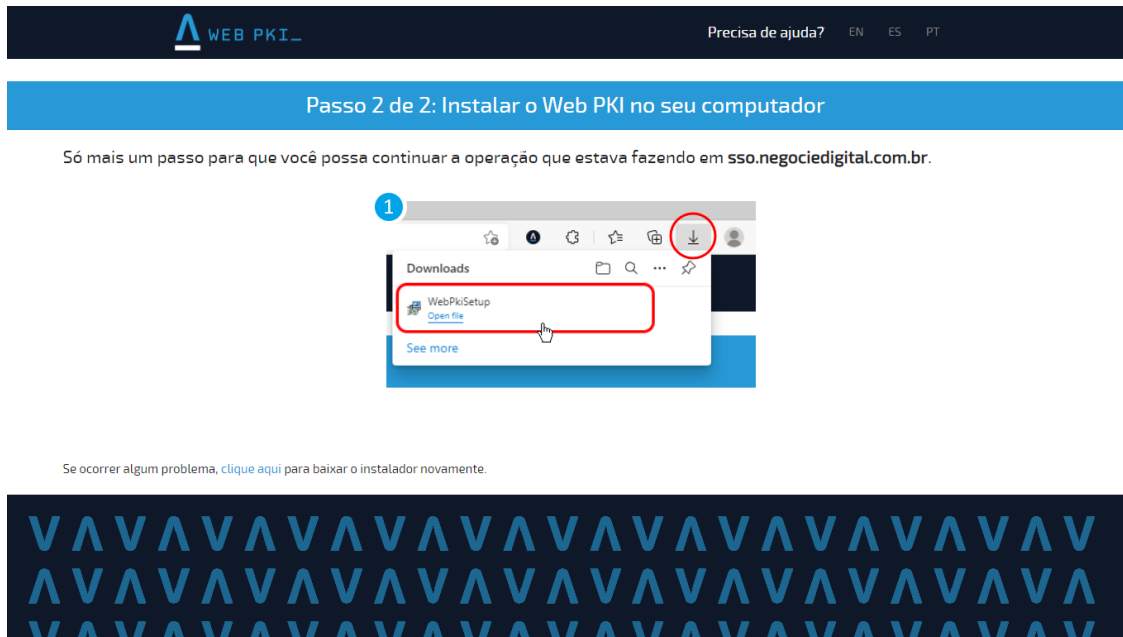 WEB PKI_
Precisa de ajuda? EN ES PT
Passo 2 de 2: Instalar o Web PKI no seu computador
Só mais um passo para que você possa continuar a operação que estava fazendo em sso.negociedigital.com.br.
1
Downloads
WebPkiSetup
Open file
See more
Se ocorrer algum problema, clique aqui para baixar o instalador novamente.